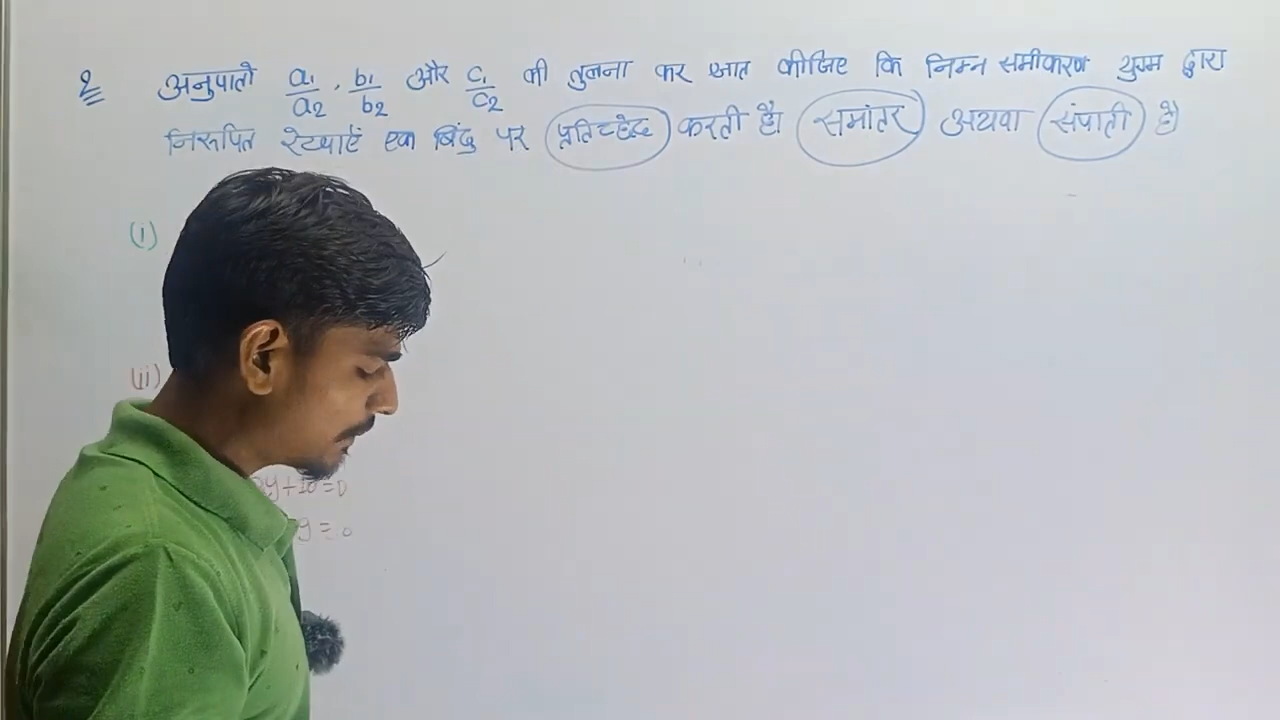 2 अनुपातो a₁/a₂ , b₁/b₂ और c₁/c₂ की तुलना कर ज्ञात कीजिए कि निम्न समीकरण युग्म द्वारा
निरूपित रेखाएँ एक बिंदु पर प्रतिच्छेद करती है। समांतर अथवा संपाती है
(i)
(ii)
y+10=0
y=0